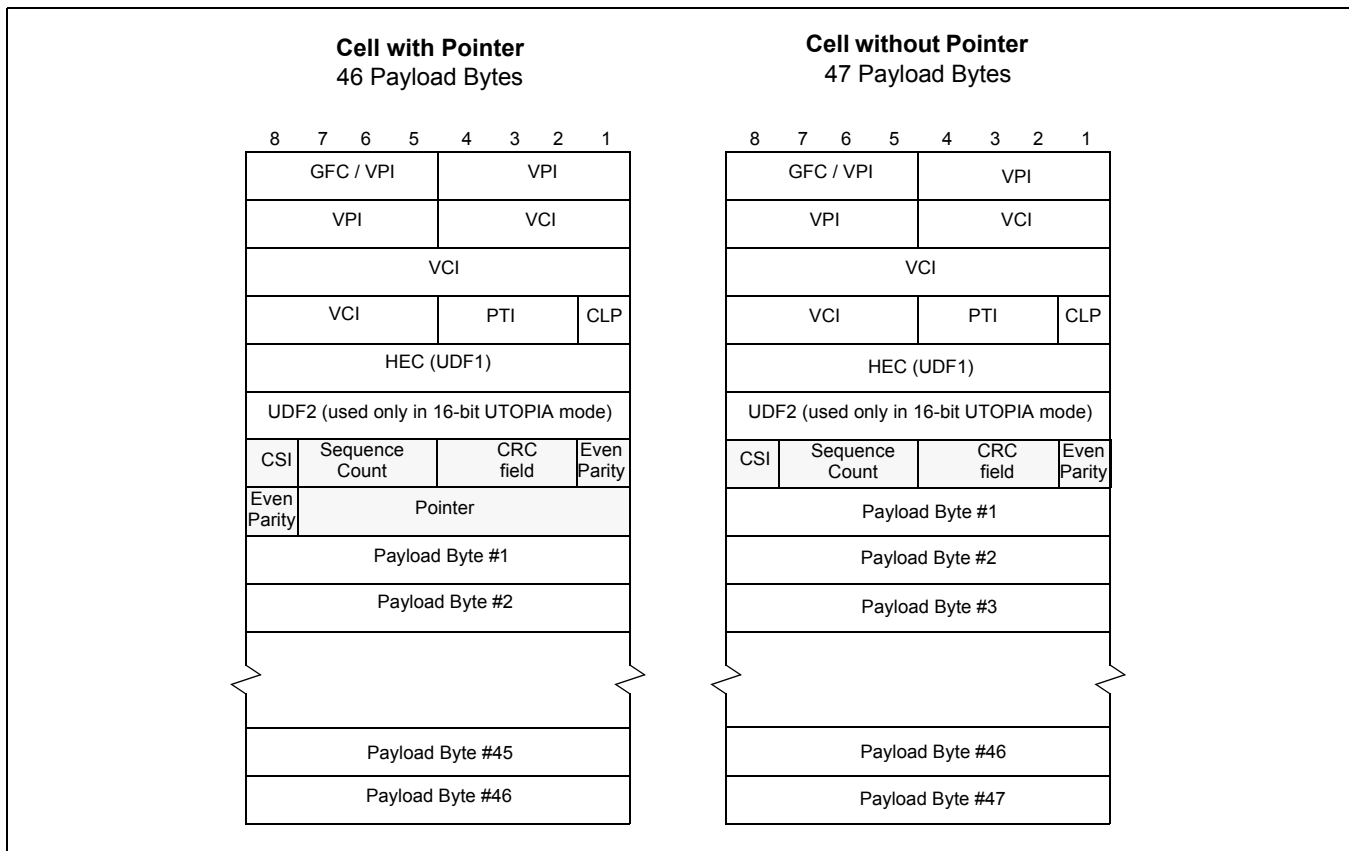 Cell with Pointer
46 Payload Bytes
8 7 6 5 4 3 2 1
GFC / VPI VPI
VPI VCI
VCI
VCI PTI CLP
HEC (UDF1)
UDF2 (used only in 16-bit UTOPIA mode)
CSI Sequence Count CRC field Even Parity
Even Parity Pointer
Payload Byte #1
Payload Byte #2
Payload Byte #45
Payload Byte #46
Cell without Pointer
47 Payload Bytes
8 7 6 5 4 3 2 1
GFC / VPI VPI
VPI VCI
VCI
VCI PTI CLP
HEC (UDF1)
UDF2 (used only in 16-bit UTOPIA mode)
CSI Sequence Count CRC field Even Parity
Payload Byte #1
Payload Byte #2
Payload Byte #3
Payload Byte #46
Payload Byte #47